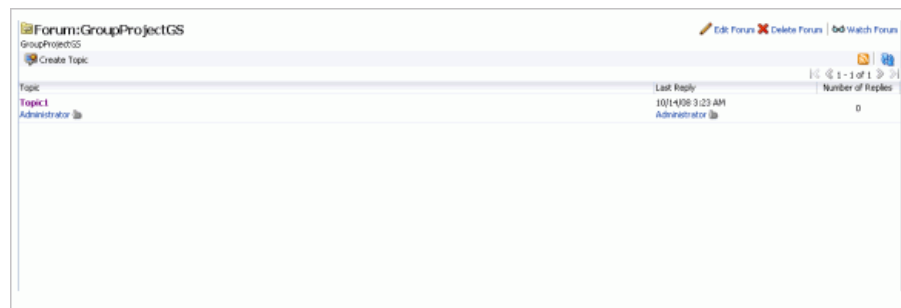 Forum:GroupProjectGS
Edit Forum Delete Forum Watch Forum
GroupProjectGS
Create Topic
1 - 1 of 1
Topic Last Reply Number of Replies
Topic1 10/14/08 3:23 AM 0
Administrator Administrator